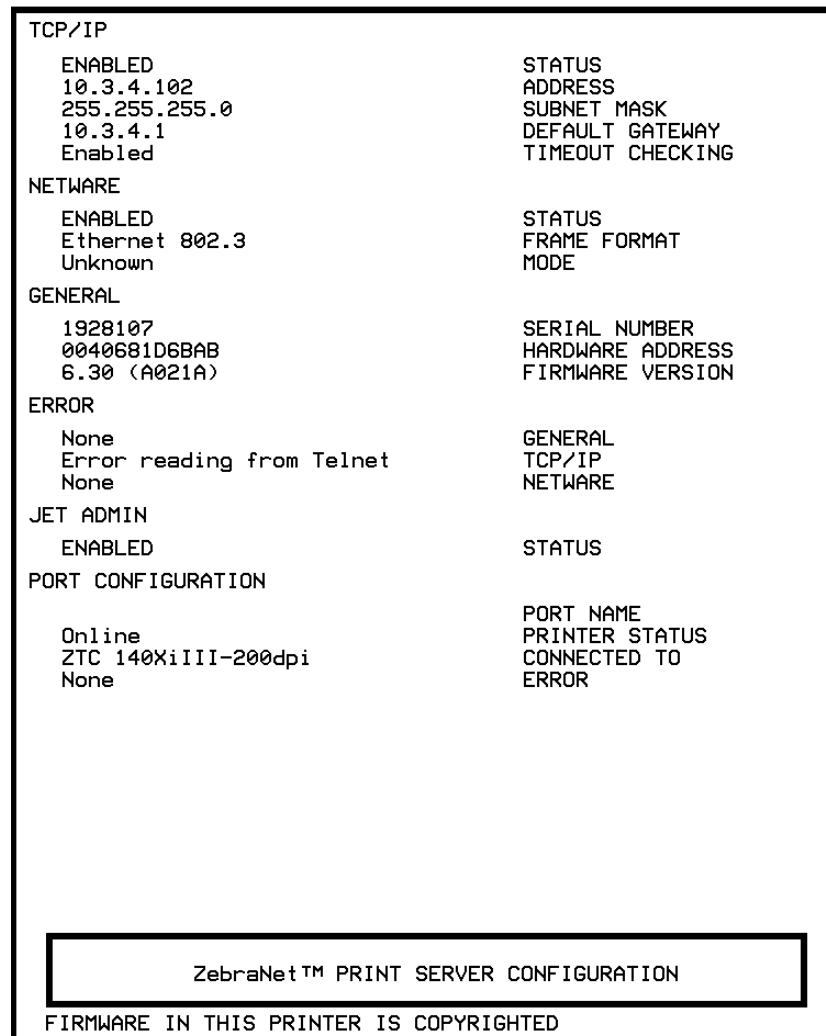 TCP/IP
ENABLED STATUS
10.3.4.102 ADDRESS
255.255.255.0 SUBNET MASK
10.3.4.1 DEFAULT GATEWAY
Enabled TIMEOUT CHECKING
NETWARE
ENABLED STATUS
Ethernet 802.3 FRAME FORMAT
Unknown MODE
GENERAL
1928107 SERIAL NUMBER
0040681D6BAB HARDWARE ADDRESS
6.30 (A021A) FIRMWARE VERSION
ERROR
None GENERAL
Error reading from Telnet TCP/IP
None NETWARE
JET ADMIN
ENABLED STATUS
PORT CONFIGURATION
PORT NAME
Online PRINTER STATUS
ZTC 140XiIII-200dpi CONNECTED TO
None ERROR
ZebraNet™ PRINT SERVER CONFIGURATION
FIRMWARE IN THIS PRINTER IS COPYRIGHTED